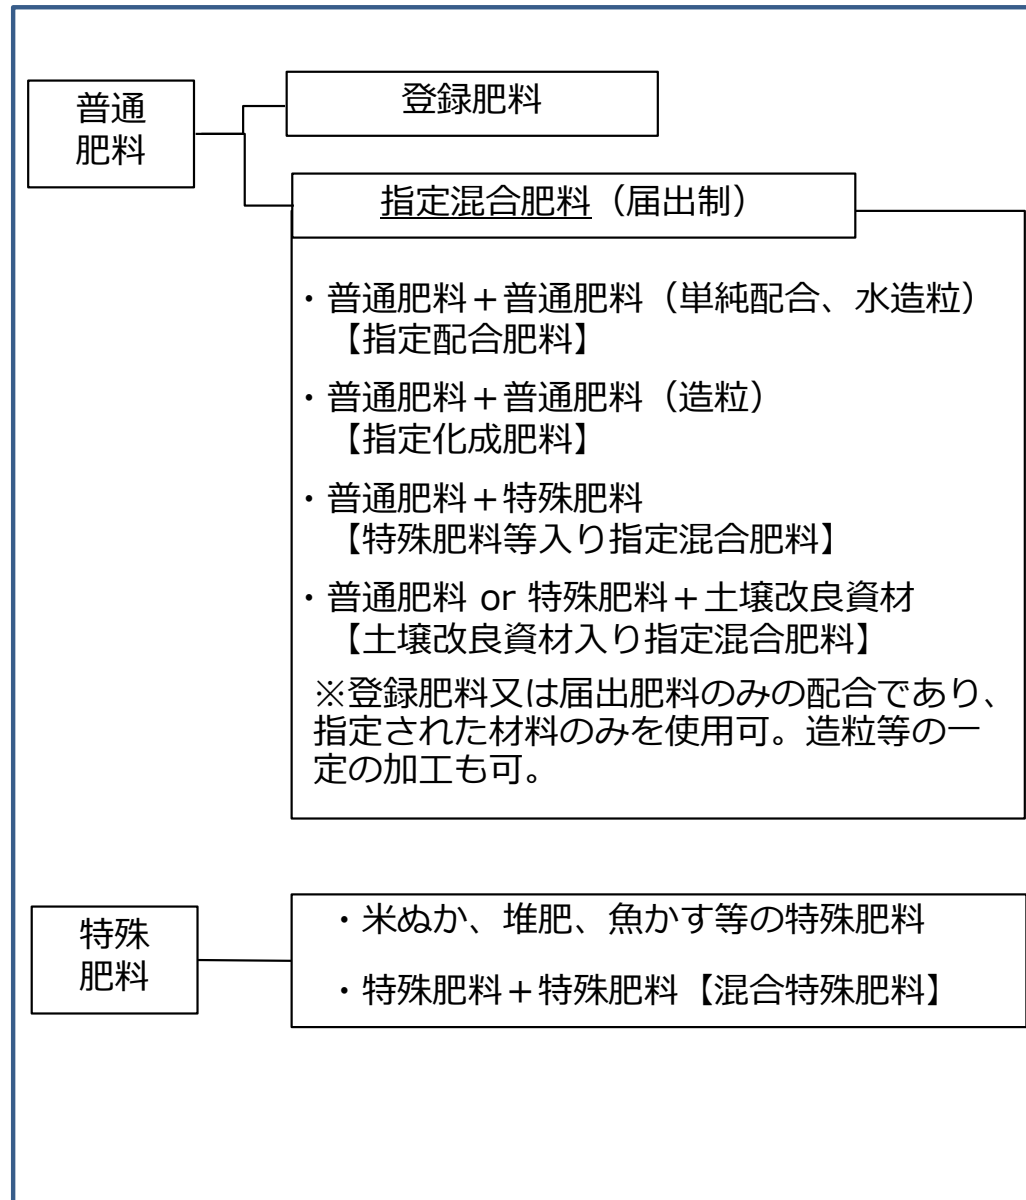 普通
肥料
登録肥料
指定混合肥料（届出制）
・普通肥料＋普通肥料（単純配合、水造粒）
【指定配合肥料】
・普通肥料＋普通肥料（造粒）
【指定化成肥料】
・普通肥料＋特殊肥料
【特殊肥料等入り指定混合肥料】
・普通肥料 or 特殊肥料＋土壌改良資材
【土壌改良資材入り指定混合肥料】
※登録肥料又は届出肥料のみの配合であり、
指定された材料のみを使用可。造粒等の一
定の加工も可。
特殊
肥料
・米ぬか、堆肥、魚かす等の特殊肥料
・特殊肥料＋特殊肥料【混合特殊肥料】